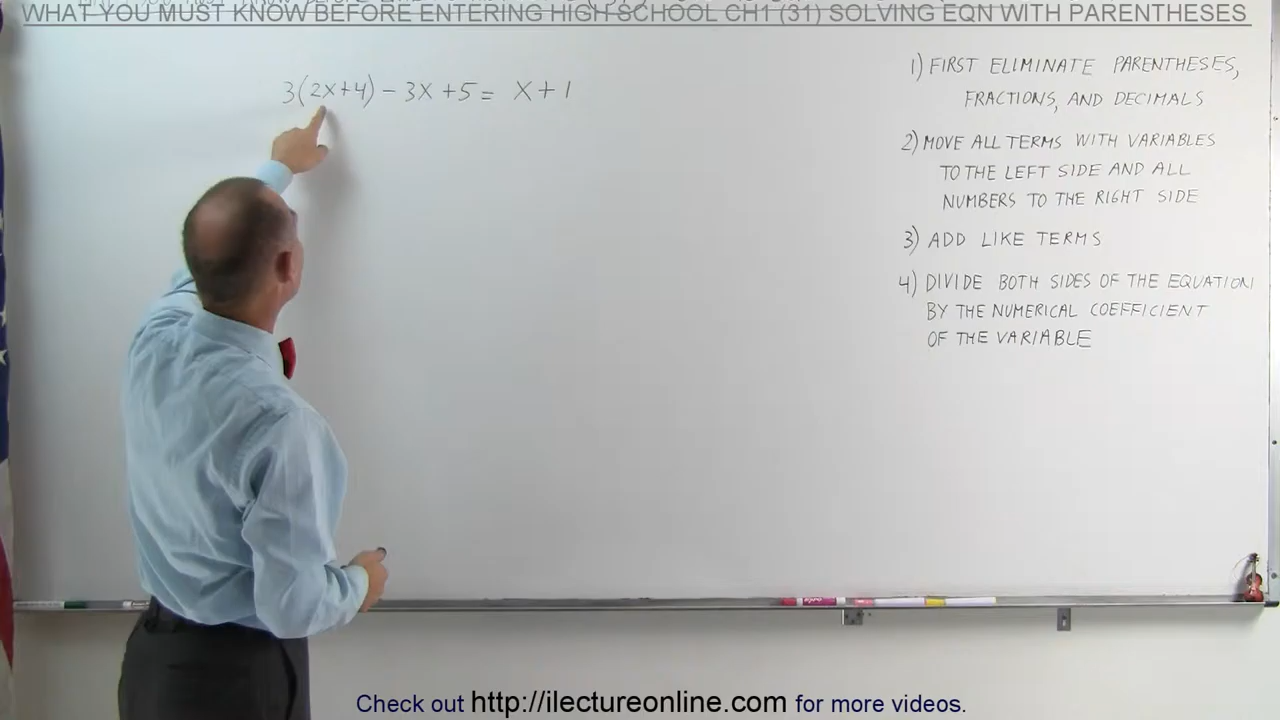 WHAT YOU MUST KNOW BEFORE ENTERING HIGH SCHOOL CH1 (31) SOLVING EQN WITH PARENTHESES
3(2x+4) - 3x +5 = x + 1
1) FIRST ELIMINATE PARENTHESES,
FRACTIONS, AND DECIMALS
2) MOVE ALL TERMS WITH VARIABLES
TO THE LEFT SIDE AND ALL
NUMBERS TO THE RIGHT SIDE
3) ADD LIKE TERMS
4) DIVIDE BOTH SIDES OF THE EQUATION
BY THE NUMERICAL COEFFICIENT
OF THE VARIABLE
Check out http://ilectureonline.com for more videos.